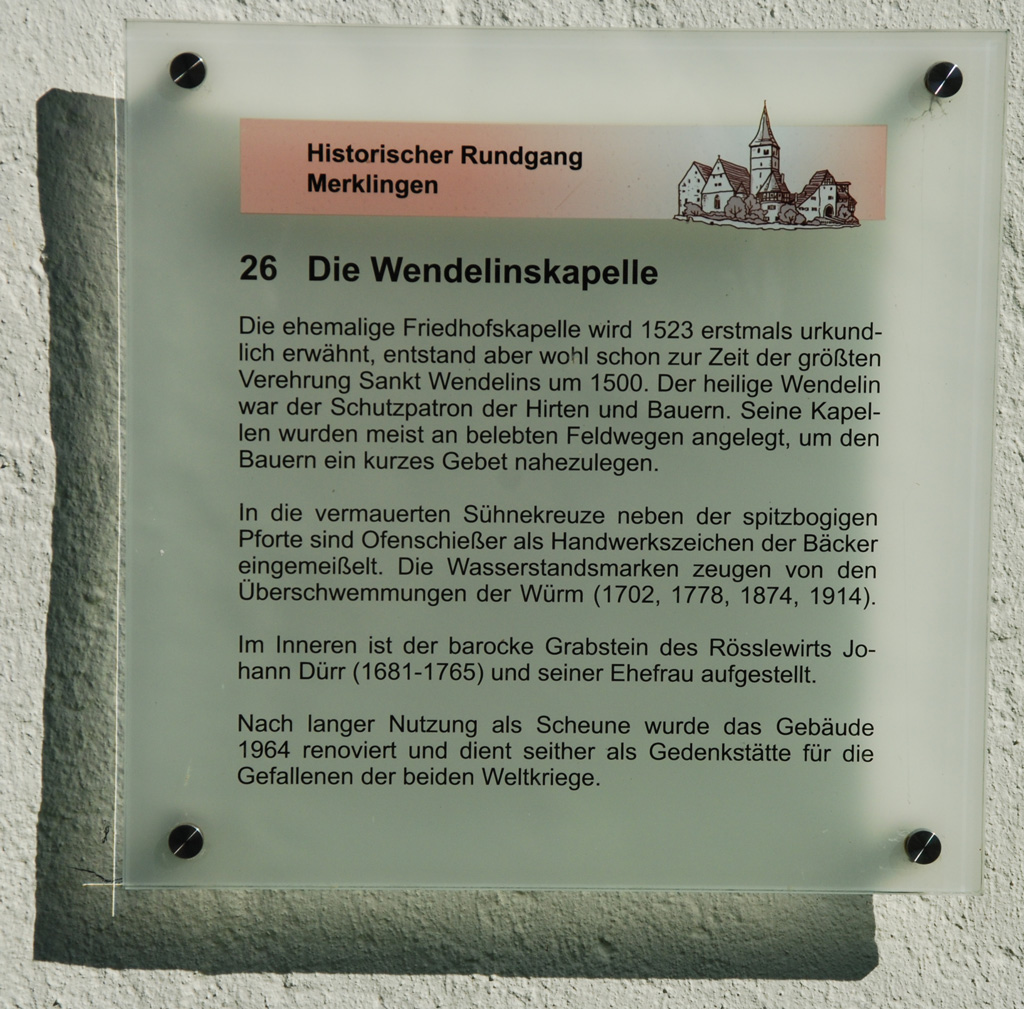 Historischer Rundgang
Merklingen
26 Die Wendelinskapelle
Die ehemalige Friedhofskapelle wird 1523 erstmals urkund-
lich erwähnt, entstand aber wohl schon zur Zeit der größten
Verehrung Sankt Wendelins um 1500. Der heilige Wendelin
war der Schutzpatron der Hirten und Bauern. Seine Kapel-
len wurden meist an belebten Feldwegen angelegt, um den
Bauern ein kurzes Gebet nahezulegen.
In die vermauerten Sühnekreuze neben der spitzbogigen
Pforte sind Ofenschießer als Handwerkszeichen der Bäcker
eingemeißelt. Die Wasserstandsmarken zeugen von den
Überschwemmungen der Würm (1702, 1778, 1874, 1914).
Im Inneren ist der barocke Grabstein des Rösslewirts Jo-
hann Dürr (1681-1765) und seiner Ehefrau aufgestellt.
Nach langer Nutzung als Scheune wurde das Gebäude
1964 renoviert und dient seither als Gedenkstätte für die
Gefallenen der beiden Weltkriege.